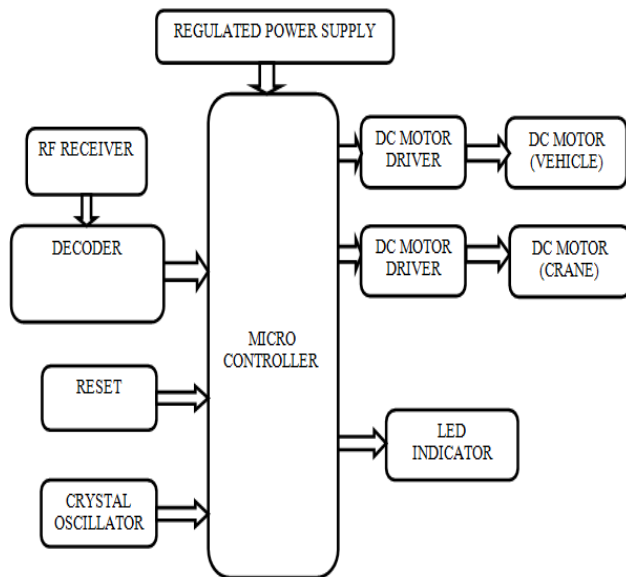 REGULATED POWER SUPPLY
RF RECEIVER
DECODER
RESET
CRYSTAL
OSCILLATOR
MICRO
CONTROLLER
DC MOTOR
DRIVER
DC MOTOR
(VEHICLE)
DC MOTOR
DRIVER
DC MOTOR
(CRANE)
LED
INDICATOR